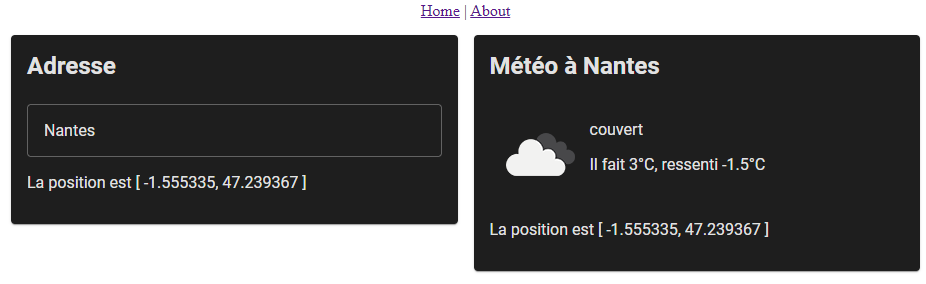 Home | About
Adresse
Nantes
La position est [ -1.555335, 47.239367 ]
Météo à Nantes
couvert
Il fait 3°C, ressenti -1.5°C
La position est [ -1.555335, 47.239367 ]